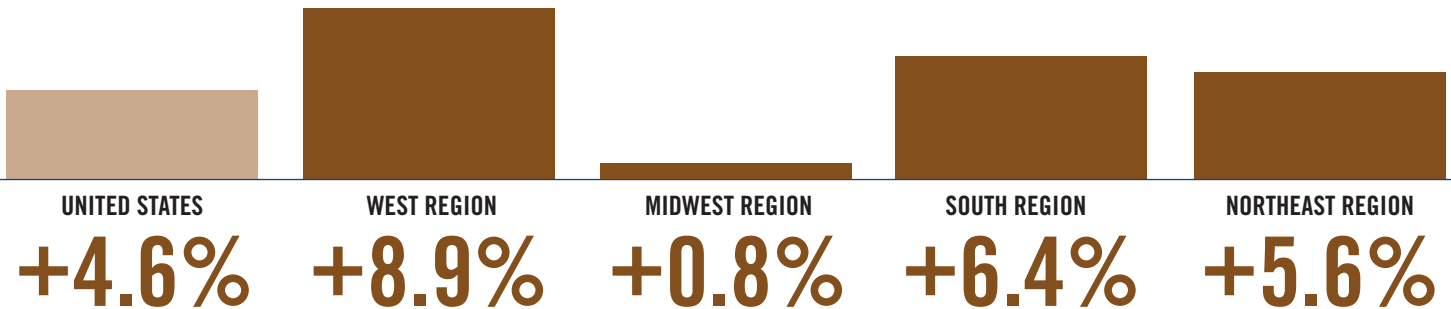 UNITED STATES
+4.6%
WEST REGION
+8.9%
MIDWEST REGION
+0.8%
SOUTH REGION
+6.4%
NORTHEAST REGION
+5.6%